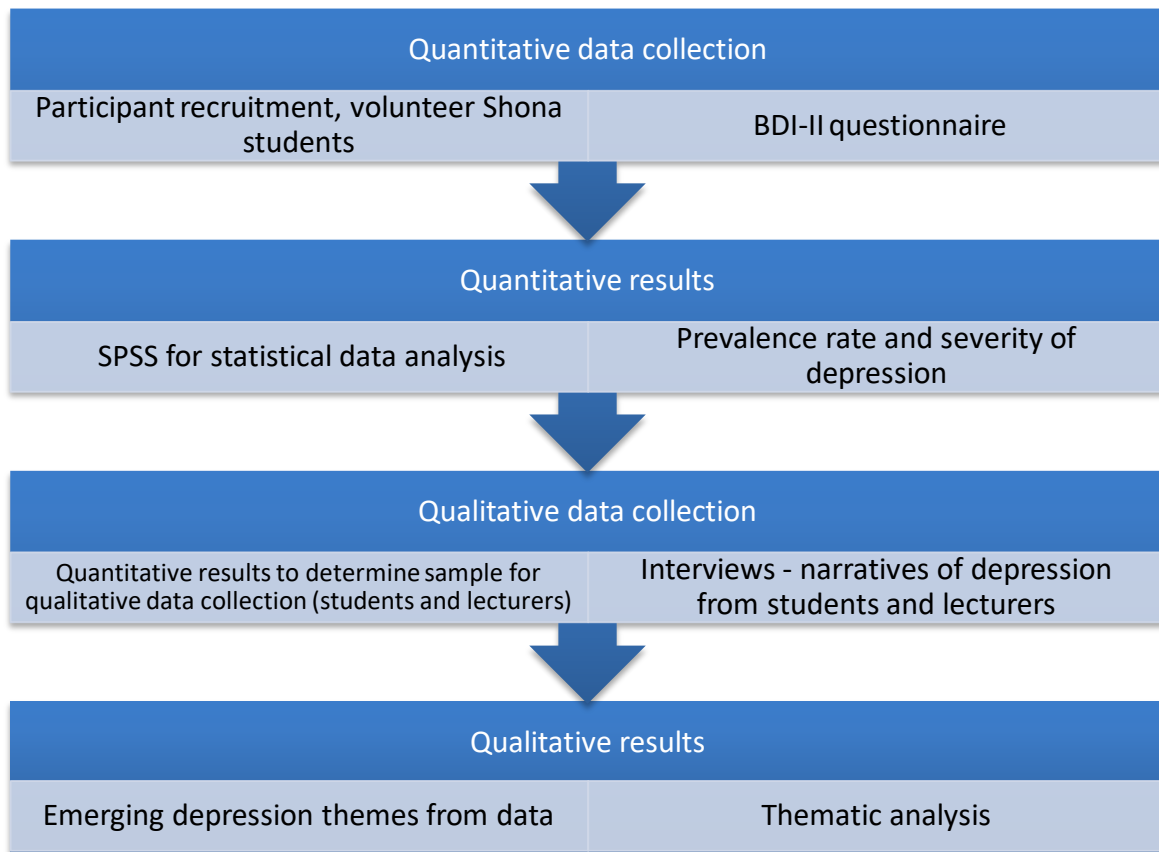 Quantitative data collection
Participant recruitment, volunteer Shona
students
BDI-II questionnaire
Quantitative results
SPSS for statistical data analysis
Prevalence rate and severity of
depression
Qualitative data collection
Quantitative results to determine sample for
qualitative data collection (students and lecturers)
Interviews - narratives of depression
from students and lecturers
Qualitative results
Emerging depression themes from data
Thematic analysis